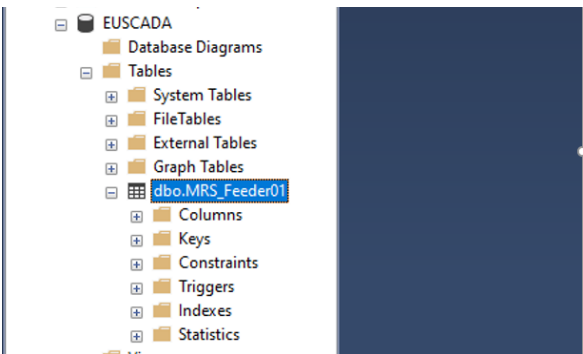 EUSCADA
Database Diagrams
Tables
System Tables
FileTables
External Tables
Graph Tables
dbo.MRS_Feeder01
Columns
Keys
Constraints
Triggers
Indexes
Statistics